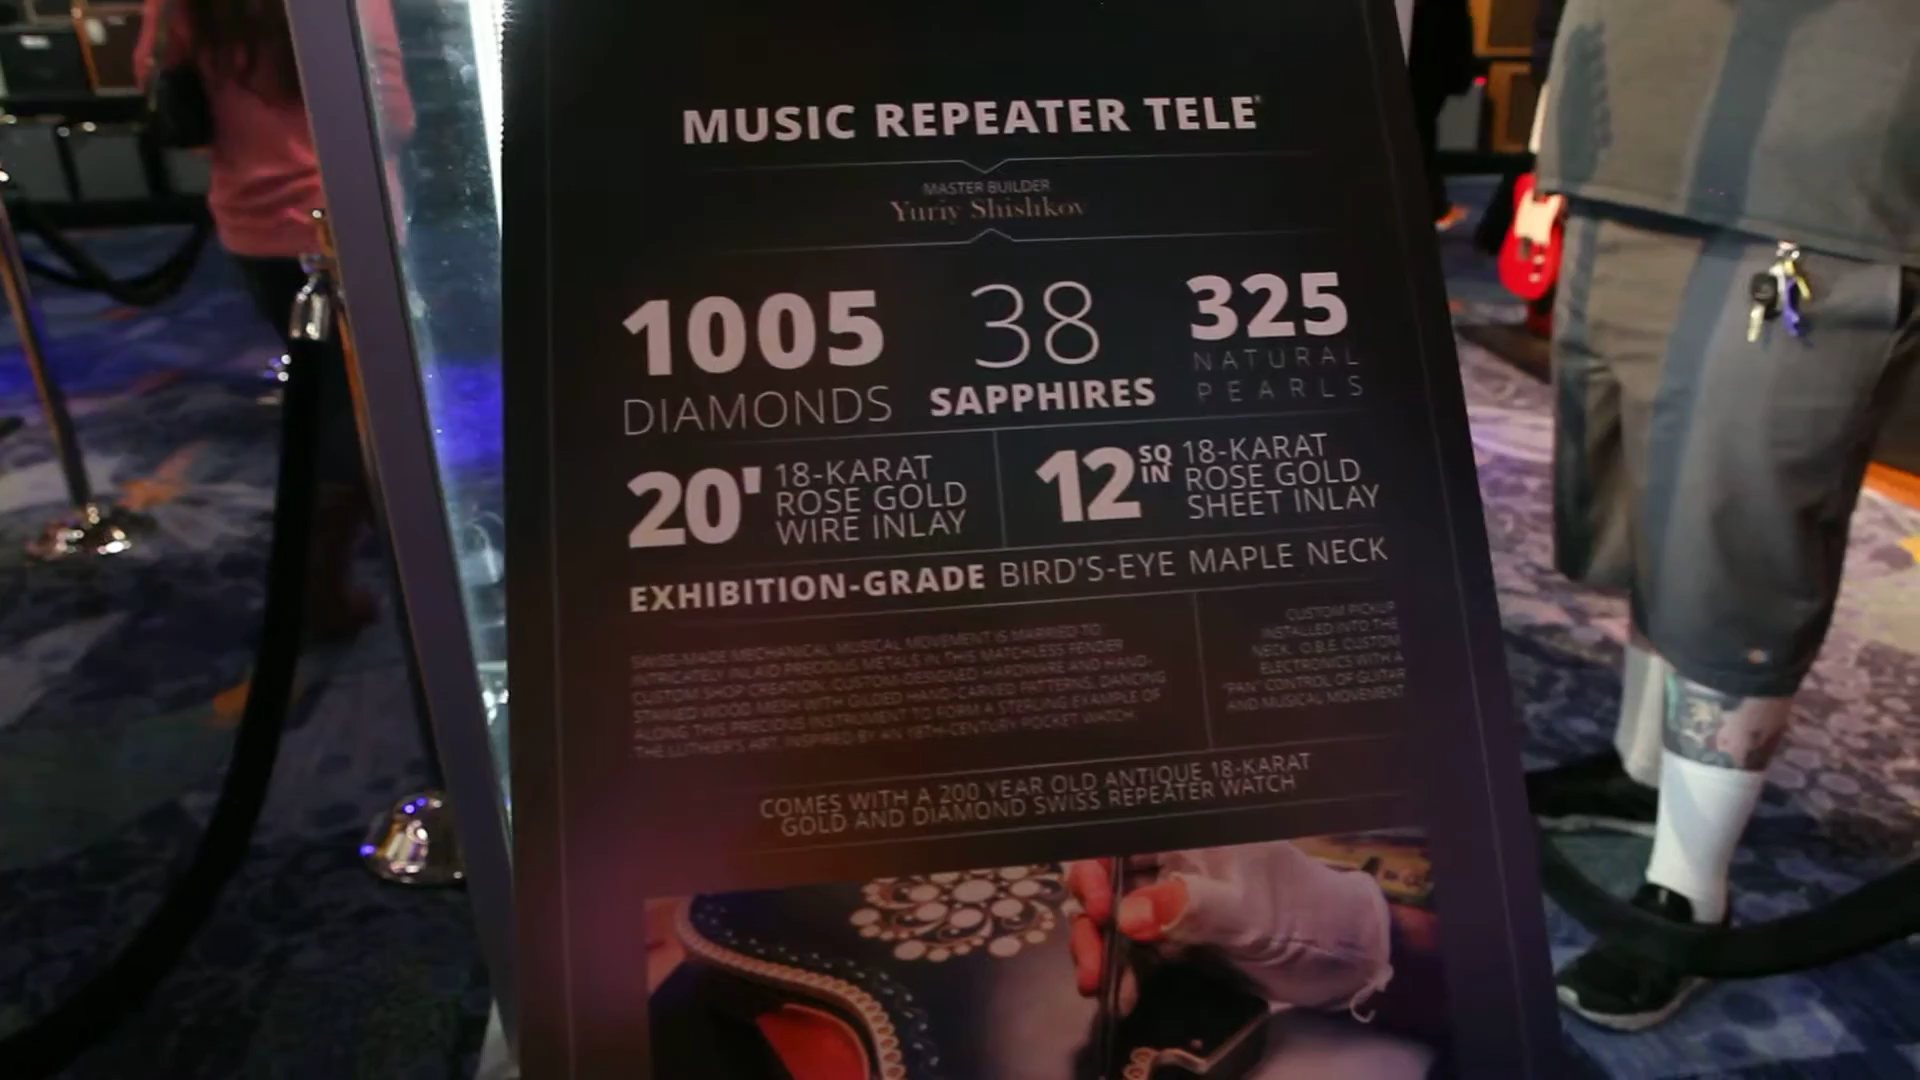 MUSIC REPEATER TELE®
MASTER BUILDER
Yuriy Shishkov
1005
DIAMONDS
38
SAPPHIRES
325
NATURAL
PEARLS
20' 18-KARAT
ROSE GOLD
WIRE INLAY
12 SQ IN 18-KARAT
ROSE GOLD
SHEET INLAY
EXHIBITION-GRADE BIRD'S-EYE MAPLE NECK
SWISS-MADE MECHANICAL MUSICAL MOVEMENT IS MARRIED TO
INTRICATELY INLAID PRECIOUS METALS IN THIS MATCHLESS FENDER
CUSTOM SHOP CREATION. CUSTOM-DESIGNED HARDWARE AND HAND-
STAINED WOOD MESH WITH GILDED HAND-CARVED PATTERNS, DANCING
ALONG THIS PRECIOUS INSTRUMENT TO FORM A STERLING EXAMPLE OF
THE LUTHIER'S ART. INSPIRED BY AN 18TH-CENTURY POCKET WATCH.
CUSTOM PICKUP
INSTALLED INTO THE
NECK. O.B.E. CUSTOM
ELECTRONICS WITH A
"PAN" CONTROL OF GUITAR
AND MUSICAL MOVEMENT
COMES WITH A 200 YEAR OLD ANTIQUE 18-KARAT
GOLD AND DIAMOND SWISS REPEATER WATCH